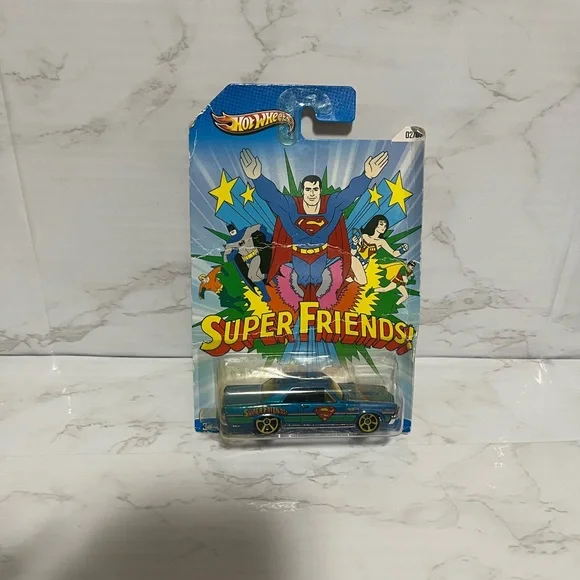 HOT WHEELS
02/
SUPER FRIENDS!
SUPER FRIENDS!